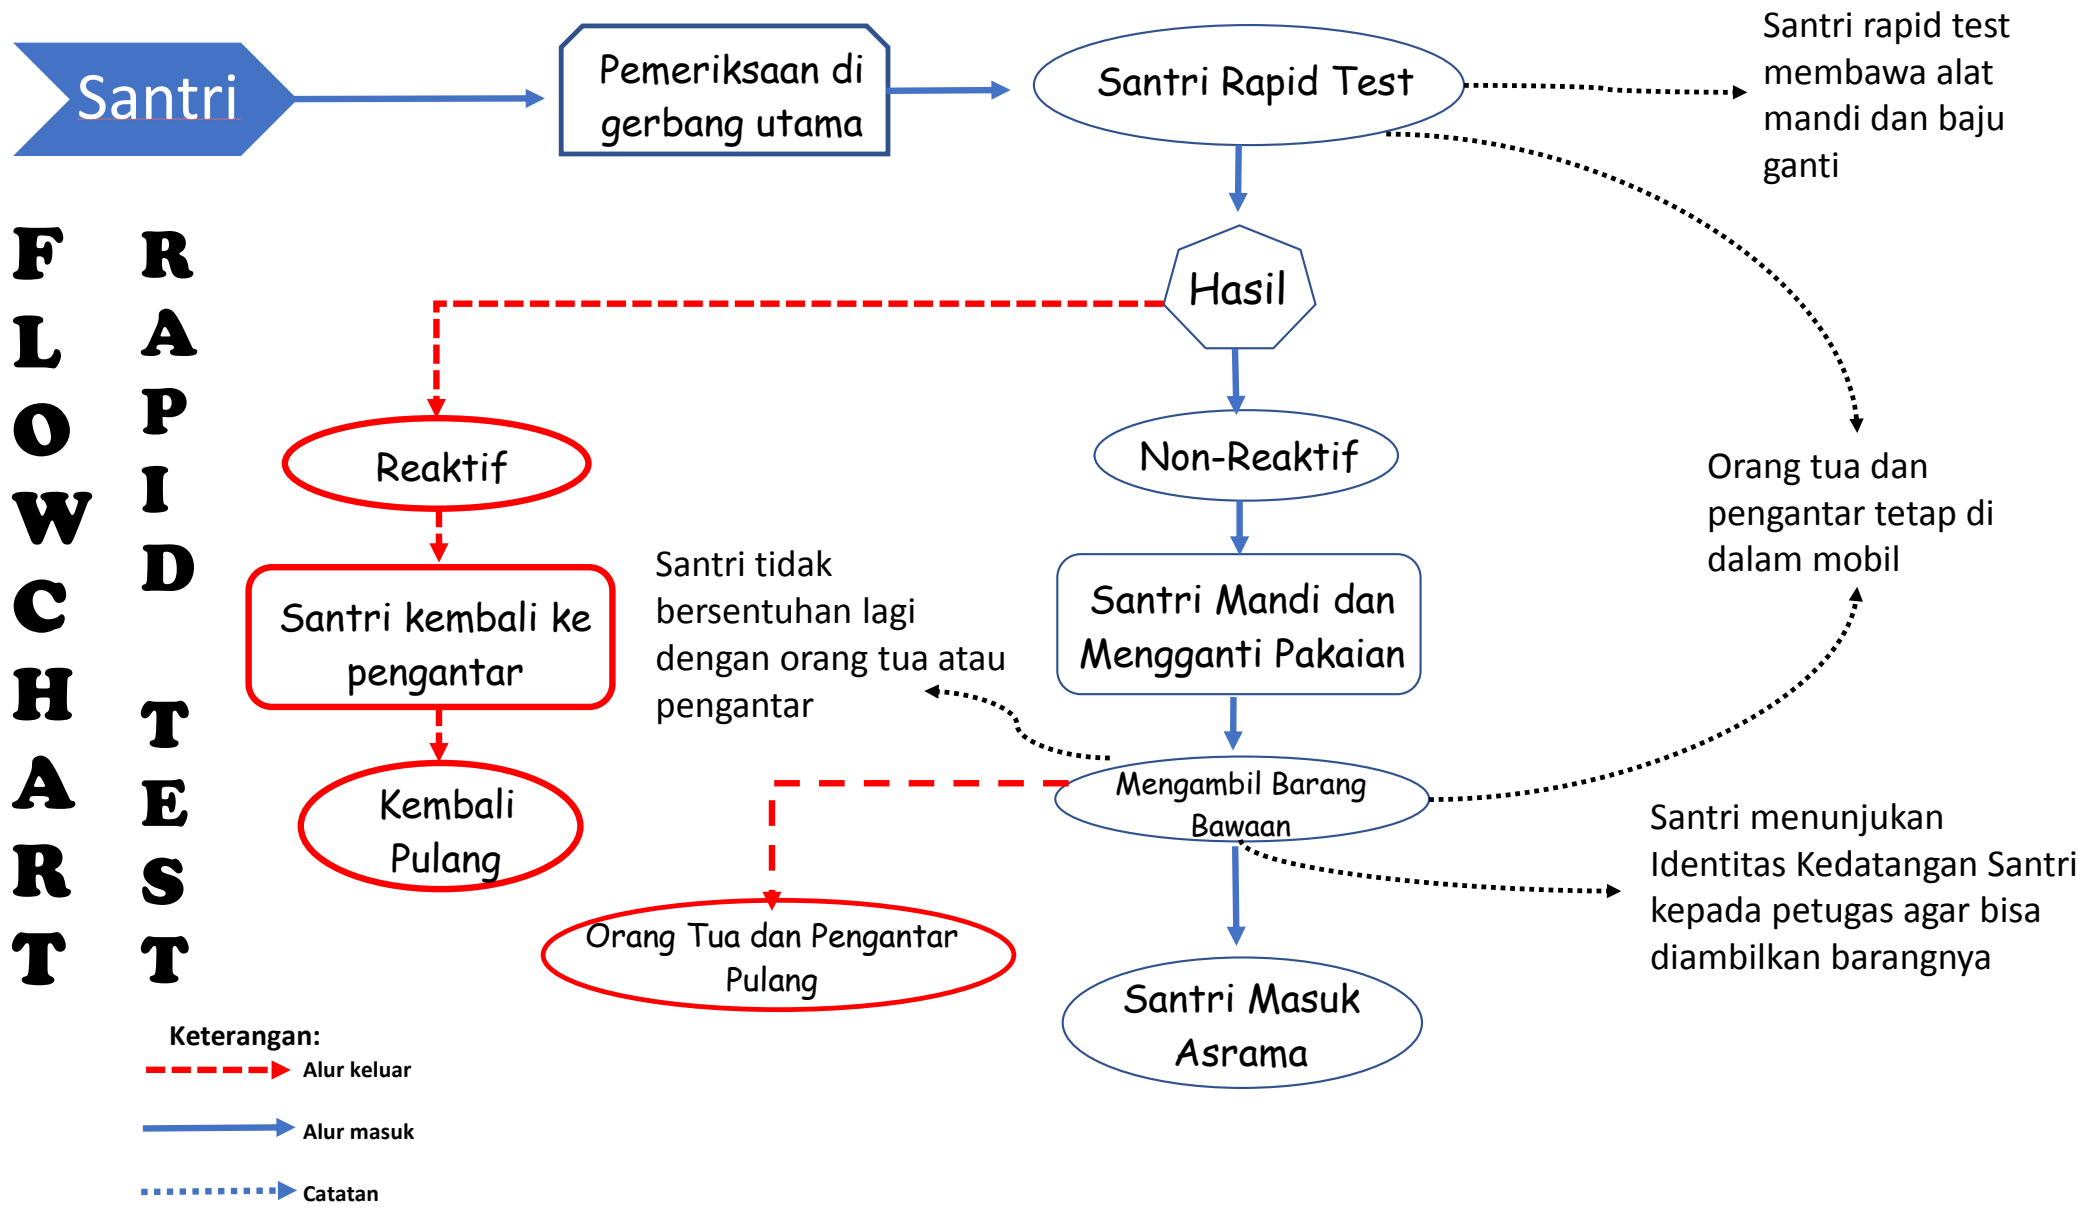 Santri
Pemeriksaan di
gerbang utama
Santri Rapid Test
Santri rapid test
membawa alat
mandi dan baju
ganti
FLOWCHART
RAPID TEST
Hasil
Reaktif
Non-Reaktif
Orang tua dan
pengantar tetap di
dalam mobil
Santri kembali ke
pengantar
Santri tidak
bersentuhan lagi
dengan orang tua atau
pengantar
Santri Mandi dan
Mengganti Pakaian
Kembali
Pulang
Mengambil Barang
Bawaan
Santri menunjukan
Identitas Kedatangan Santri
kepada petugas agar bisa
diambilkan barangnya
Orang Tua dan Pengantar
Pulang
Santri Masuk
Asrama
Keterangan:
Alur keluar
Alur masuk
Catatan